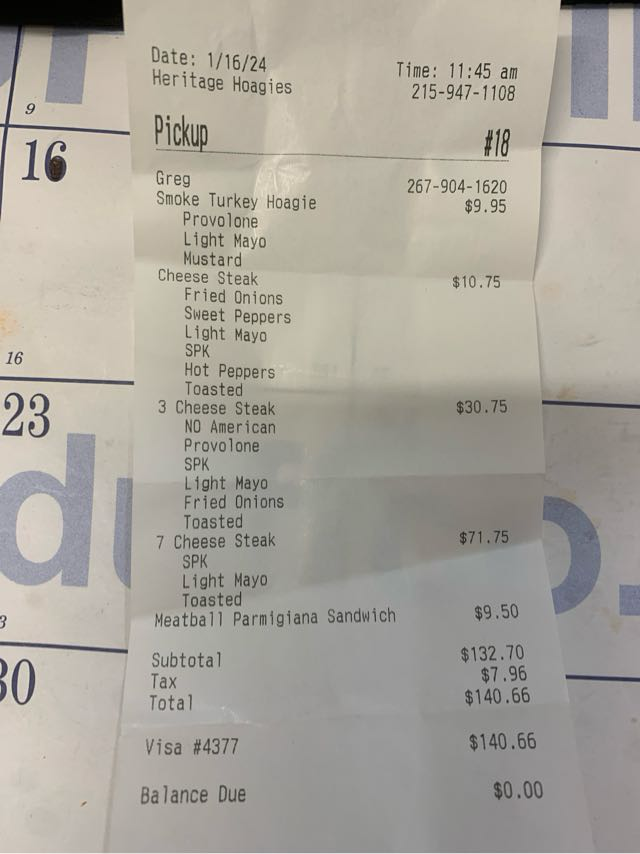 Date: 1/16/24 Time: 11:45 am
Heritage Hoagies 215-947-1108
Pickup #18
Greg 267-904-1620
Smoke Turkey Hoagie $9.95
Provolone
Light Mayo
Mustard
Cheese Steak $10.75
Fried Onions
Sweet Peppers
Light Mayo
SPK
Hot Peppers
Toasted
3 Cheese Steak $30.75
NO American
Provolone
SPK
Light Mayo
Fried Onions
Toasted
7 Cheese Steak $71.75
SPK
Light Mayo
Toasted
Meatball Parmigiana Sandwich $9.50
Subtotal $132.70
Tax $7.96
Total $140.66
Visa #4377 $140.66
Balance Due $0.00
9
16
16
23
30